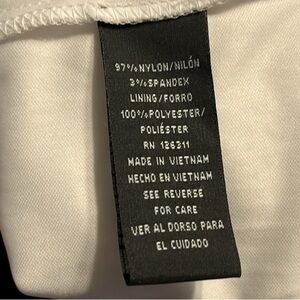 97%NYLON/NILÓN
3%SPANDEX
LINING/FORRO
100%POLYESTER/
POLIÉSTER
RN 126311
MADE IN VIETNAM
HECHO EN VIETNAM
SEE REVERSE
FOR CARE
VER AL DORSO PARA
EL CUIDADO